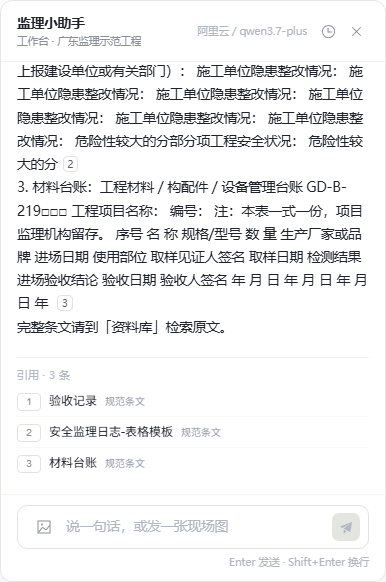 监理小助手
工作台 · 广东监理示范工程
阿里云 / qwen3.7-plus
上报建设单位或有关部门）： 施工单位隐患整改情况： 施
工单位隐患整改情况： 施工单位隐患整改情况： 施工单位隐
患整改情况： 施工单位隐患整改情况： 施工单位隐患整
改情况： 危险性较大的分部分项工程安全状况： 危险性较
大的分 2
3. 材料台账：工程材料 / 构配件 / 设备管理台账 GD-B-
219□□□ 工程项目名称： 编号： 注：本表一式一份，项目
监理机构留存。 序号 名 称 规格/型号 数 量 生产厂家或品
牌 进场日期 使用部位 取样见证人签名 取样日期 检测结果
进场验收结论 验收日期 验收人签名 年 月 日 年 月 日 年 月
日 年 3
完整条文请到「资料库」检索原文。
引用 · 3 条
1 验收记录 规范条文
2 安全监理日志-表格模板 规范条文
3 材料台账 规范条文
说一句话，或发一张现场图
Enter 发送 · Shift+Enter 换行